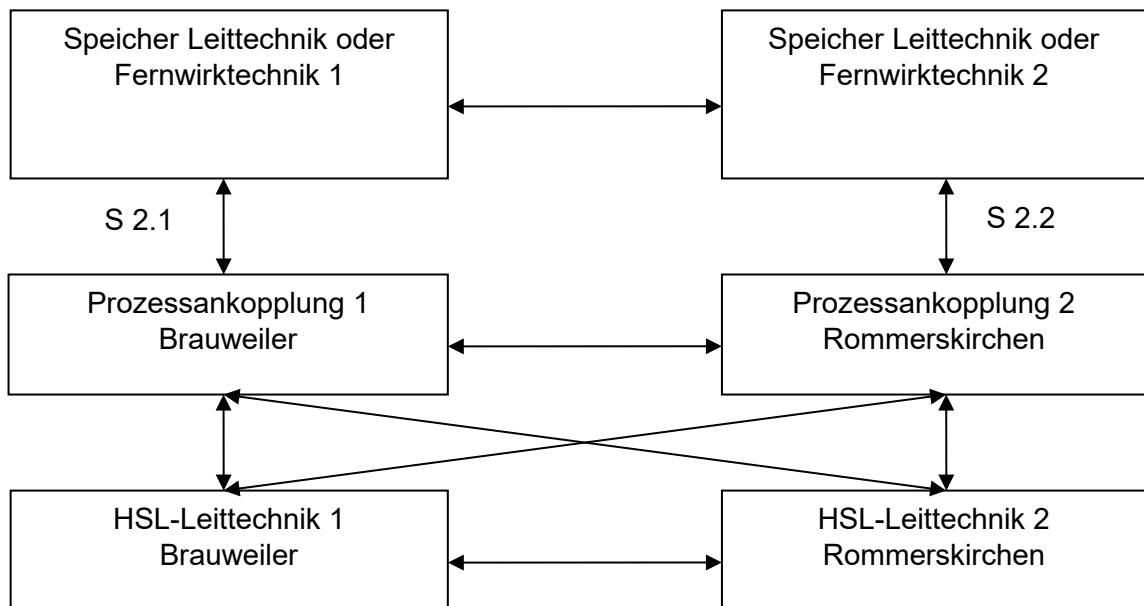 Speicher Leittechnik oder
Fernwirktechnik 1
Speicher Leittechnik oder
Fernwirktechnik 2
S 2.1
S 2.2
Prozessankopplung 1
Brauweiler
Prozessankopplung 2
Rommerskirchen
HSL-Leittechnik 1
Brauweiler
HSL-Leittechnik 2
Rommerskirchen